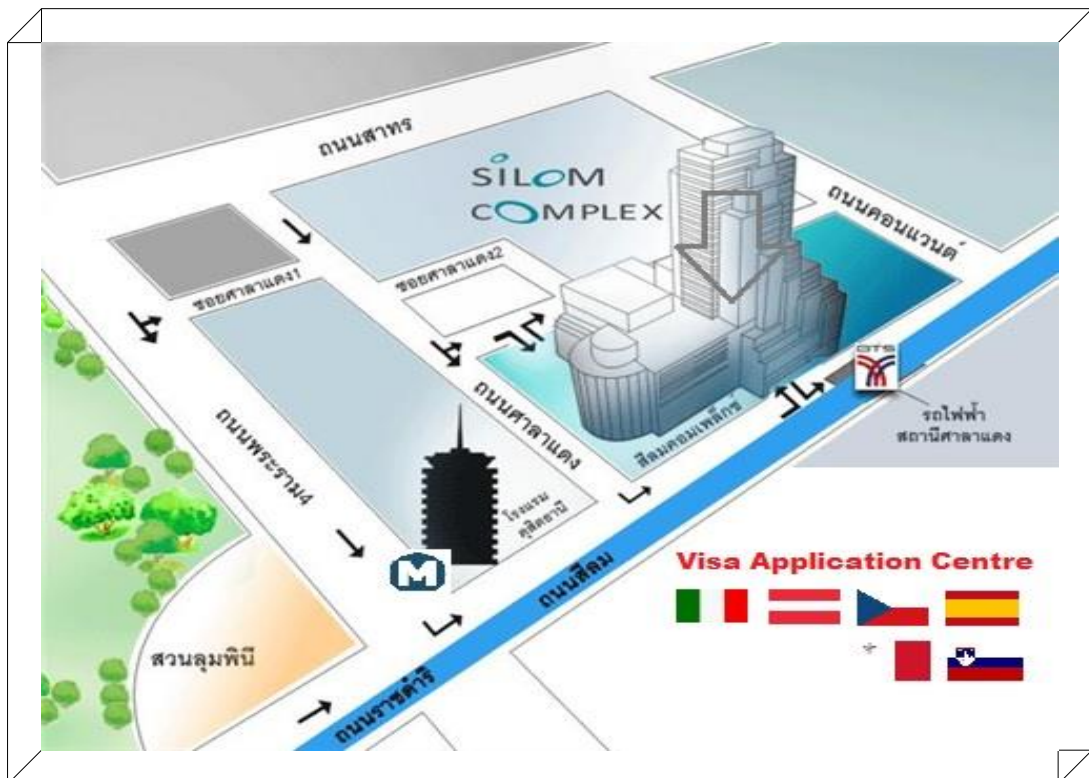 ถนนสาทร
SILOM
COMPLEX
ถนนคอนแวนต์
ซอยศาลาแดง1
ซอยศาลาแดง2
BTS
รถไฟฟ้า
สถานีศาลาแดง
สีลมคอมเพล็กซ์
ถนนศาลาแดง
ถนนพระราม4
โรงแรม
ดุสิตธานี
M
ถนนสีลม
Visa Application Centre
สวนลุมพินี
ถนนราชดำริ